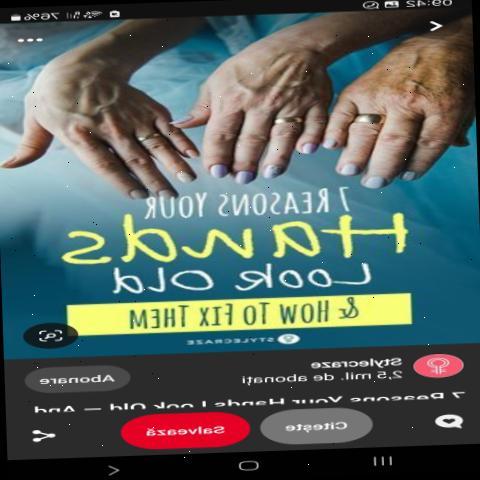 09:42
76%
7 REASONS YOUR
Hands
Look Old
& HOW TO FIX THEM
STYLECRAZE
Stylecraze
2,5 mil. de abonați
Abonare
7 Reasons Your Hands Look Old — And
Citește
Salvează